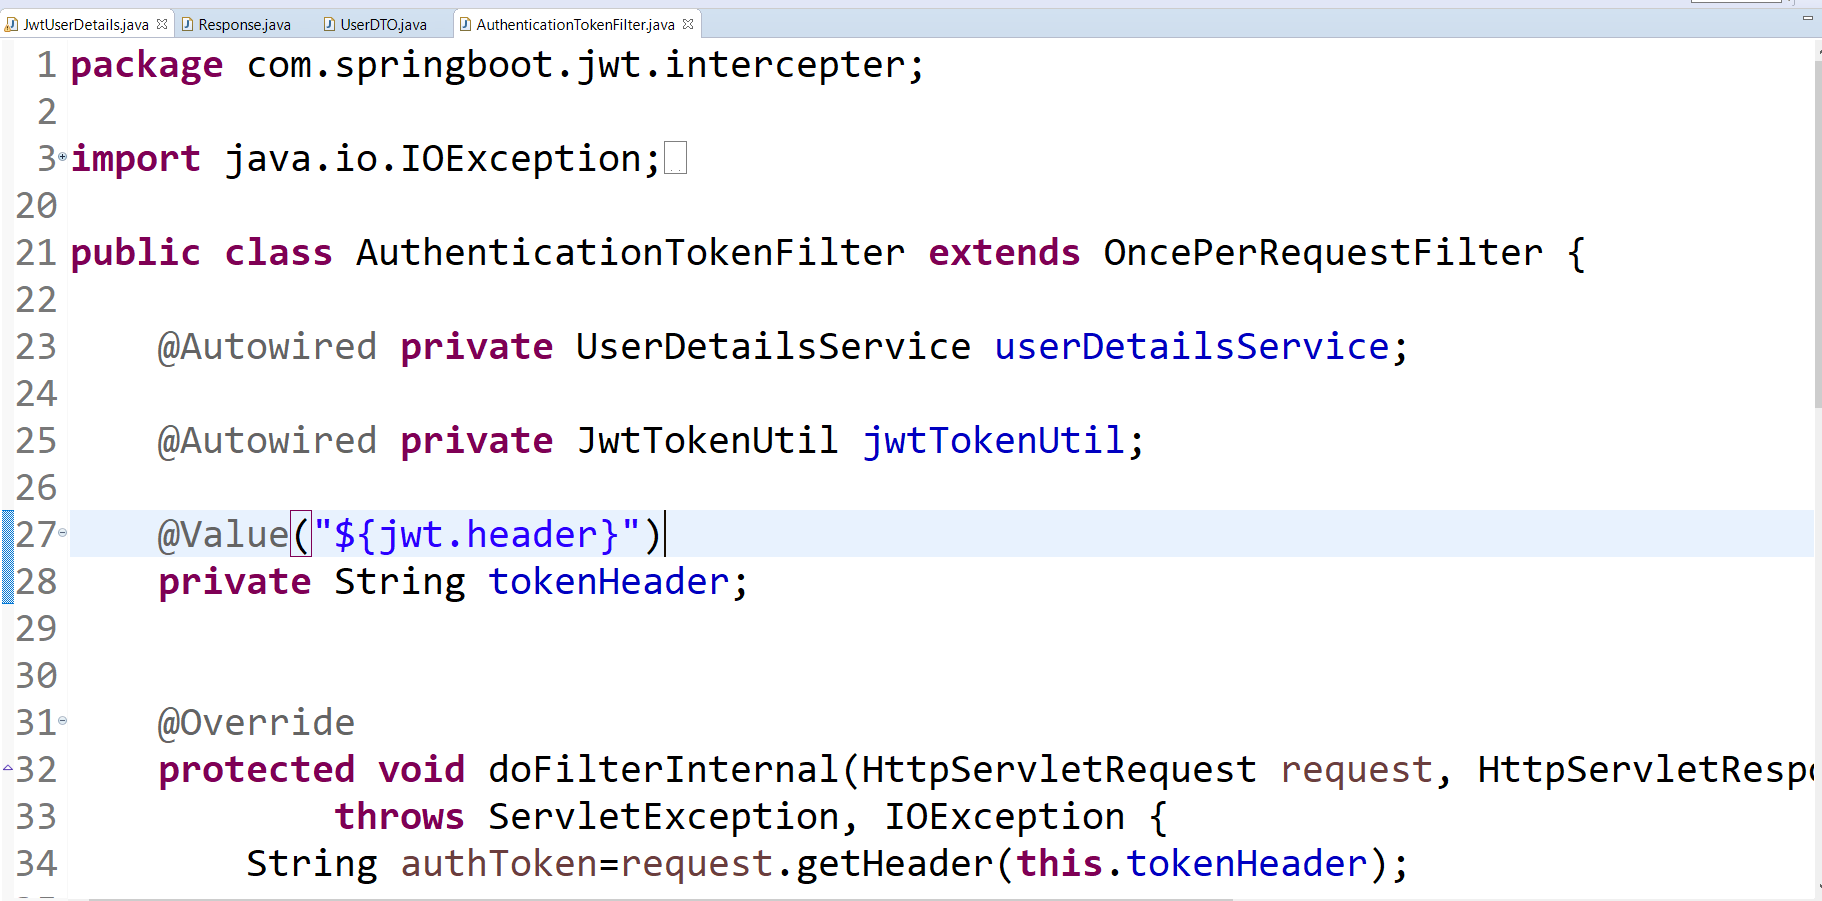 JwtUserDetails.java Response.java UserDTO.java AuthenticationTokenFilter.java
1 package com.springboot.jwt.intercepter;
2
3 import java.io.IOException;
20
21 public class AuthenticationTokenFilter extends OncePerRequestFilter {
22
23 @Autowired private UserDetailsService userDetailsService;
24
25 @Autowired private JwtTokenUtil jwtTokenUtil;
26
27 @Value("${jwt.header}")
28 private String tokenHeader;
29
30
31 @Override
32 protected void doFilterInternal(HttpServletRequest request, HttpServletRespo
33 throws ServletException, IOException {
34 String authToken=request.getHeader(this.tokenHeader);